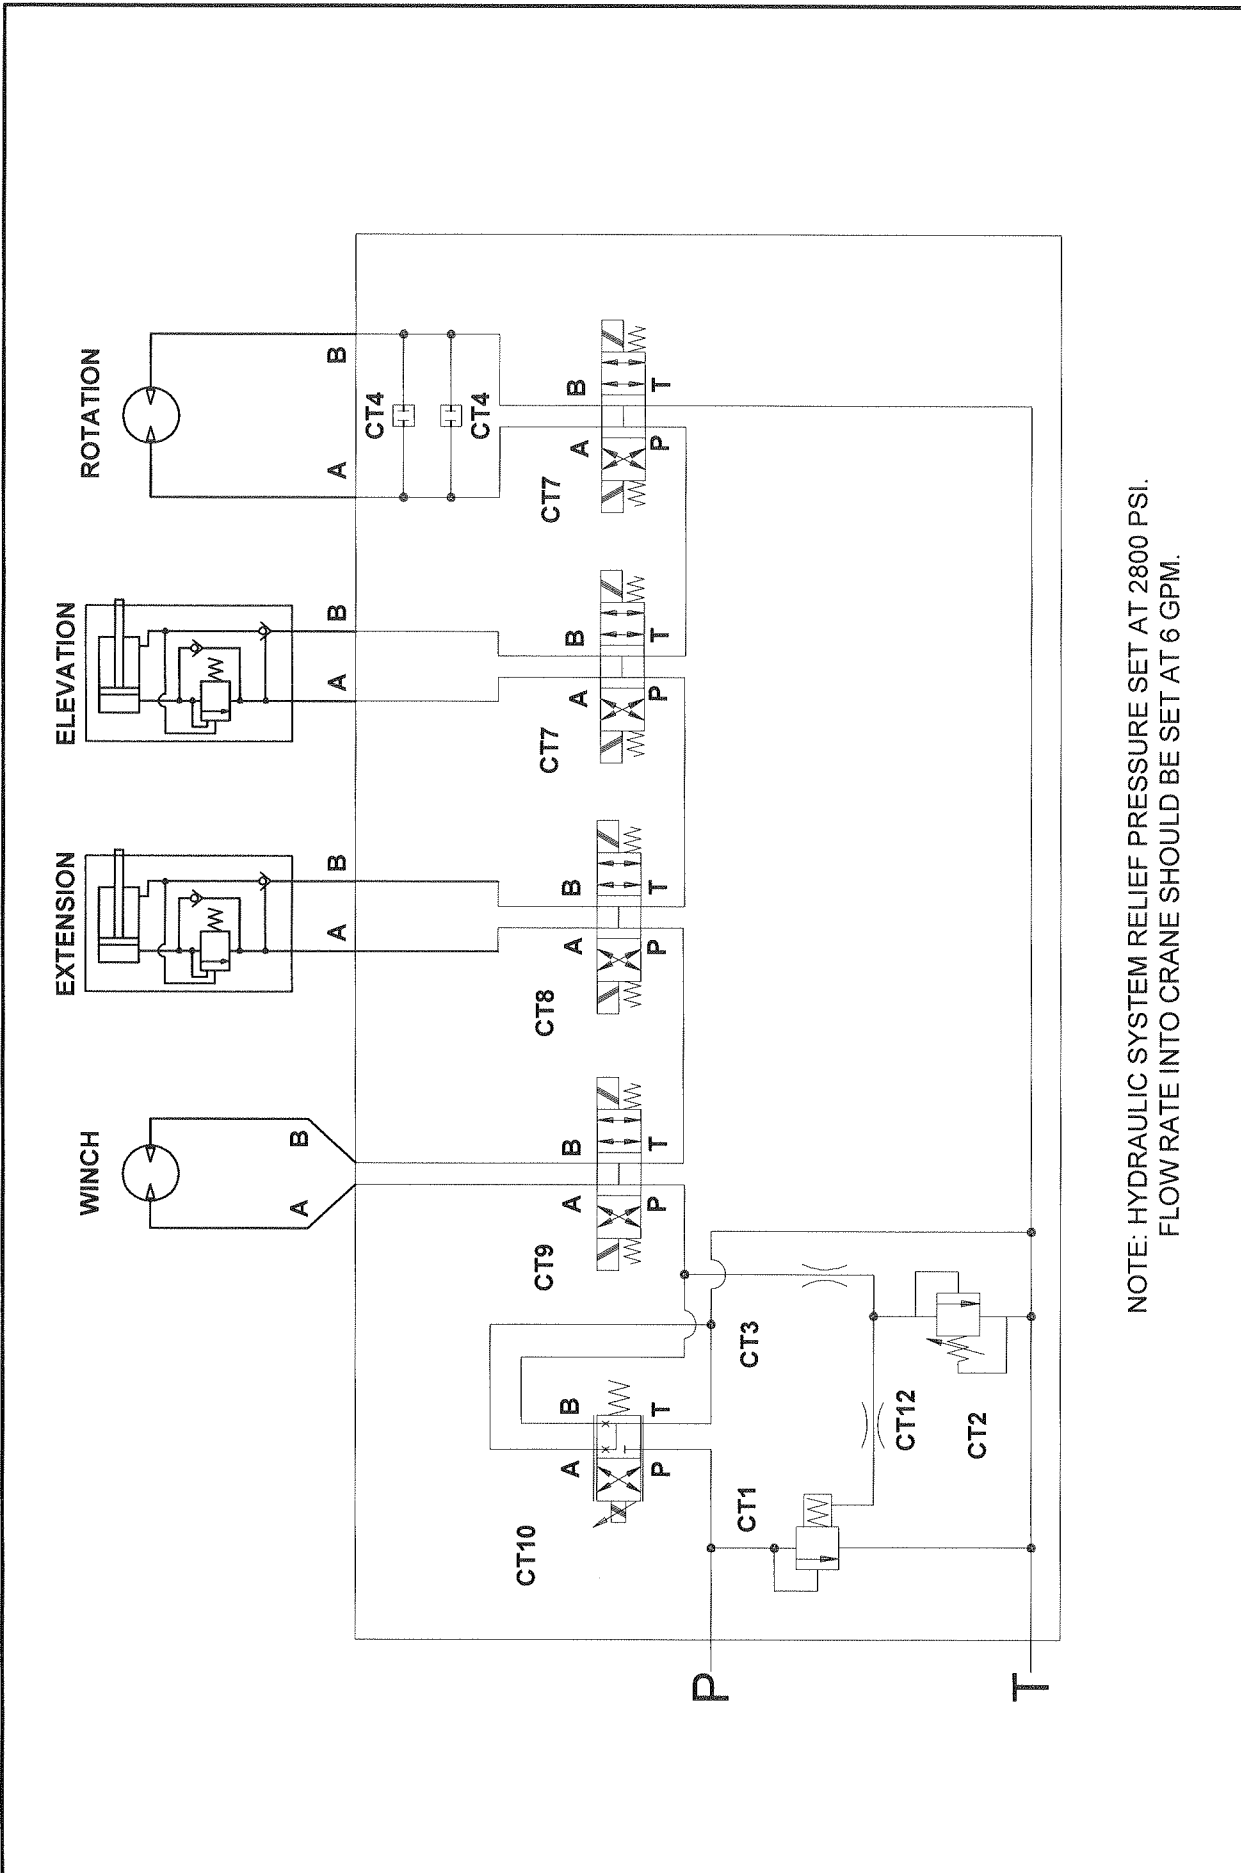 WINCH
EXTENSION
ELEVATION
ROTATION
A
B
A
B
A
B
A
B
CT4
CT4
CT10
A
B
P
T
CT9
A
B
P
T
CT8
A
B
P
T
CT7
A
B
P
T
CT7
A
B
P
T
P
CT1
CT3
CT12
CT2
T
NOTE: HYDRAULIC SYSTEM RELIEF PRESSURE SET AT 2800 PSI.
FLOW RATE INTO CRANE SHOULD BE SET AT 6 GPM.